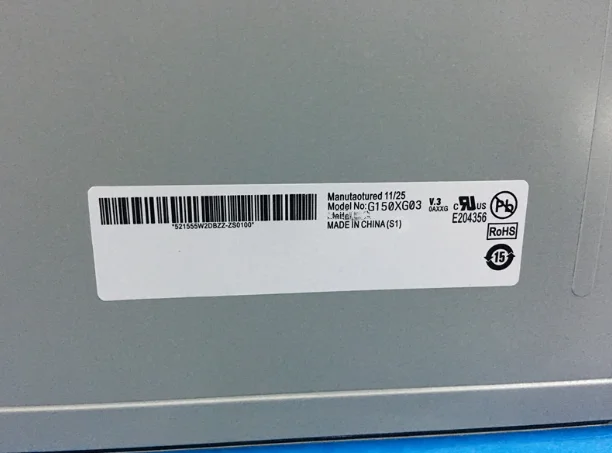 Manutaotured 11/25
Model No:G150XG03 V.3
0AXXG
MADE IN CHINA (S1)
*521555W2DBZZ-ZS0100*
c RU US
E204356
Pb
RoHS
15